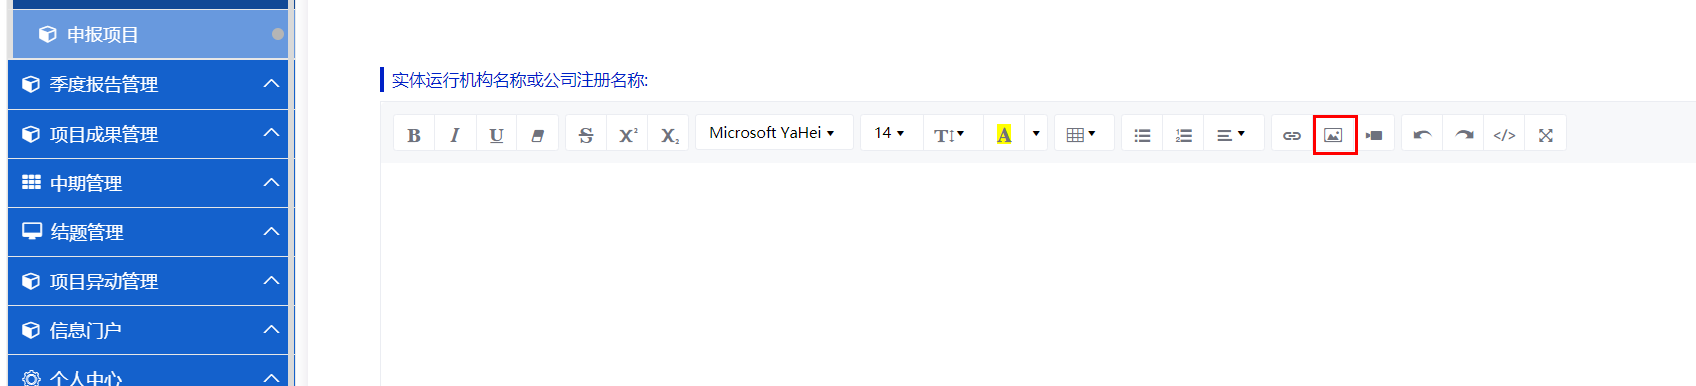 申报项目
季度报告管理
项目成果管理
中期管理
结题管理
项目异动管理
信息门户
个人中心
实体运行机构名称或公司注册名称:
B I U S X² X₂ Microsoft YaHei 14 T A </>